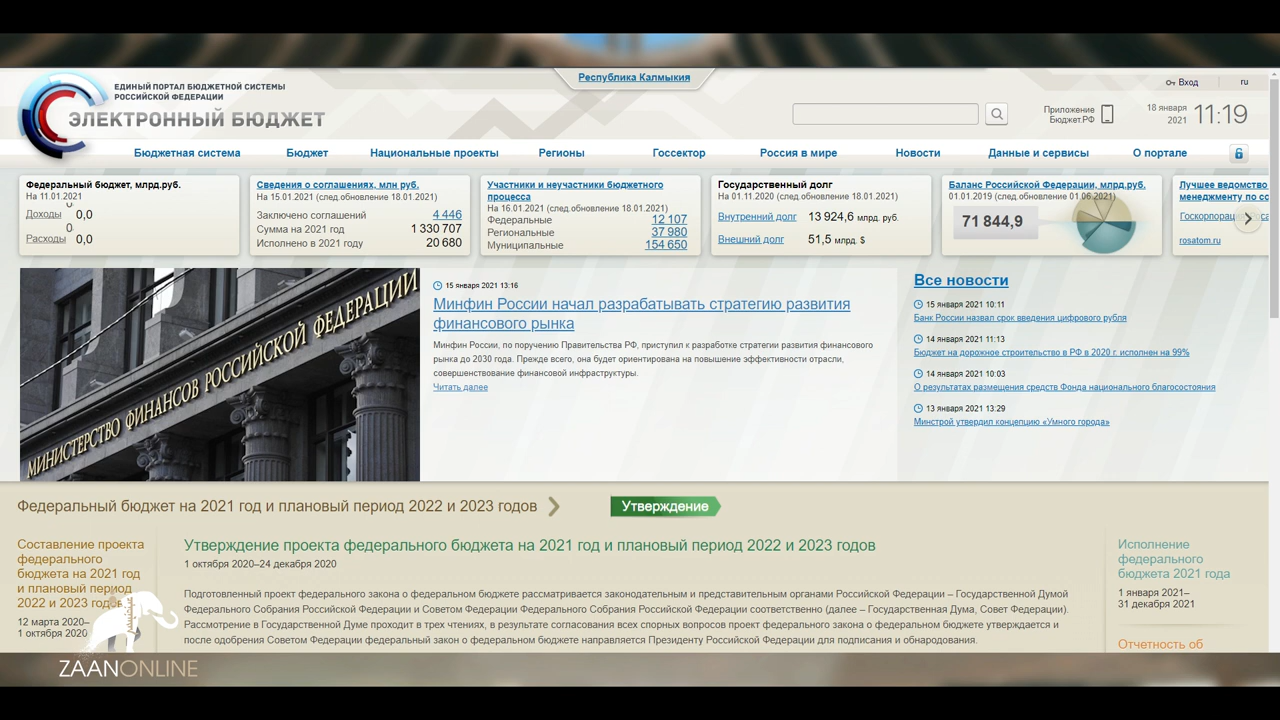 Республика Калмыкия
ЕДИНЫЙ ПОРТАЛ БЮДЖЕТНОЙ СИСТЕМЫ
РОССИЙСКОЙ ФЕДЕРАЦИИ
ЭЛЕКТРОННЫЙ БЮДЖЕТ
Вход ru
Приложение
Бюджет.РФ
18 января
2021
11:19
Бюджетная система Бюджет Национальные проекты Регионы Госсектор Россия в мире Новости Данные и сервисы О портале
Федеральный бюджет, млрд.руб.
На 11.01.2021
Доходы 0,0
Расходы 0,0
Сведения о соглашениях, млн руб.
На 15.01.2021 (след.обновление 18.01.2021)
Заключено соглашений 4 446
Сумма на 2021 год 1 330 707
Исполнено в 2021 году 20 680
Участники и неучастники бюджетного
процесса
На 16.01.2021 (след.обновление 18.01.2021)
Федеральные 12 107
Региональные 37 980
Муниципальные 154 650
Государственный долг
На 01.11.2020 (след.обновление 18.01.2021)
Внутренний долг 13 924,6 млрд. руб.
Внешний долг 51,5 млрд. $
Баланс Российской Федерации, млрд.руб.
01.01.2019 (след.обновление 01.06.2021)
71 844,9
Лучшее ведомство
менеджменту по
Госкорпорац
rosatom.ru
МИНИСТЕРСТВО ФИНАНСОВ РОССИЙСКОЙ ФЕДЕРАЦИИ
15 января 2021 13:16
Минфин России начал разрабатывать стратегию развития
финансового рынка
Минфин России, по поручению Правительства РФ, приступил к разработке стратегии развития финансового
рынка до 2030 года. Прежде всего, она будет ориентирована на повышение эффективности отрасли,
совершенствование финансовой инфраструктуры.
Читать далее
Все новости
15 января 2021 10:11
Банк России назвал срок введения цифрового рубля
14 января 2021 11:13
Бюджет на дорожное строительство в РФ в 2020 г. исполнен на 99%
14 января 2021 10:03
О результатах размещения средств Фонда национального благосостояния
13 января 2021 13:29
Минстрой утвердил концепцию «Умного города»
Федеральный бюджет на 2021 год и плановый период 2022 и 2023 годов
Утверждение
Составление проекта
федерального
бюджета на 2021 год
и плановый период
2022 и 2023 годов
12 марта 2020–
1 октября 2020
Утверждение проекта федерального бюджета на 2021 год и плановый период 2022 и 2023 годов
1 октября 2020–24 декабря 2020
Подготовленный проект федерального закона о федеральном бюджете рассматривается законодательным и представительным органами Российской Федерации – Государственной Думой
Федерального Собрания Российской Федерации и Советом Федерации Федерального Собрания Российской Федерации соответственно (далее – Государственная Дума, Совет Федерации).
Рассмотрение в Государственной Думе проходит в трех чтениях, в результате согласования всех спорных вопросов проект федерального закона о федеральном бюджете утверждается и
после одобрения Советом Федерации федеральный закон о федеральном бюджете направляется Президенту Российской Федерации для подписания и обнародования.
Исполнение
федерального
бюджета 2021 года
1 января 2021–
31 декабря 2021
Отчетность об
ZAANONLINE